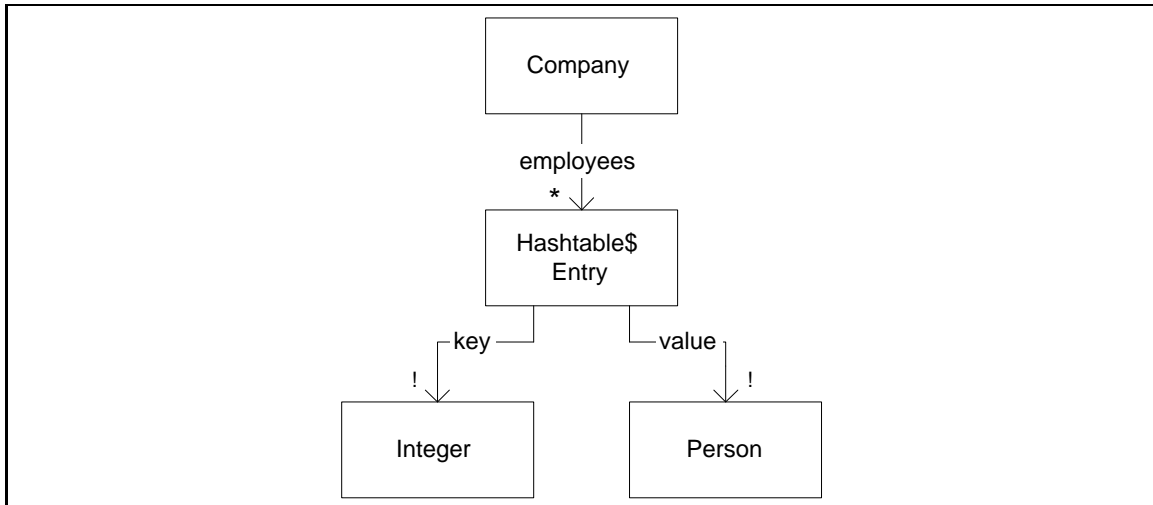 Company
employees
*
Hashtable$
Entry
key
value
!
!
Integer
Person